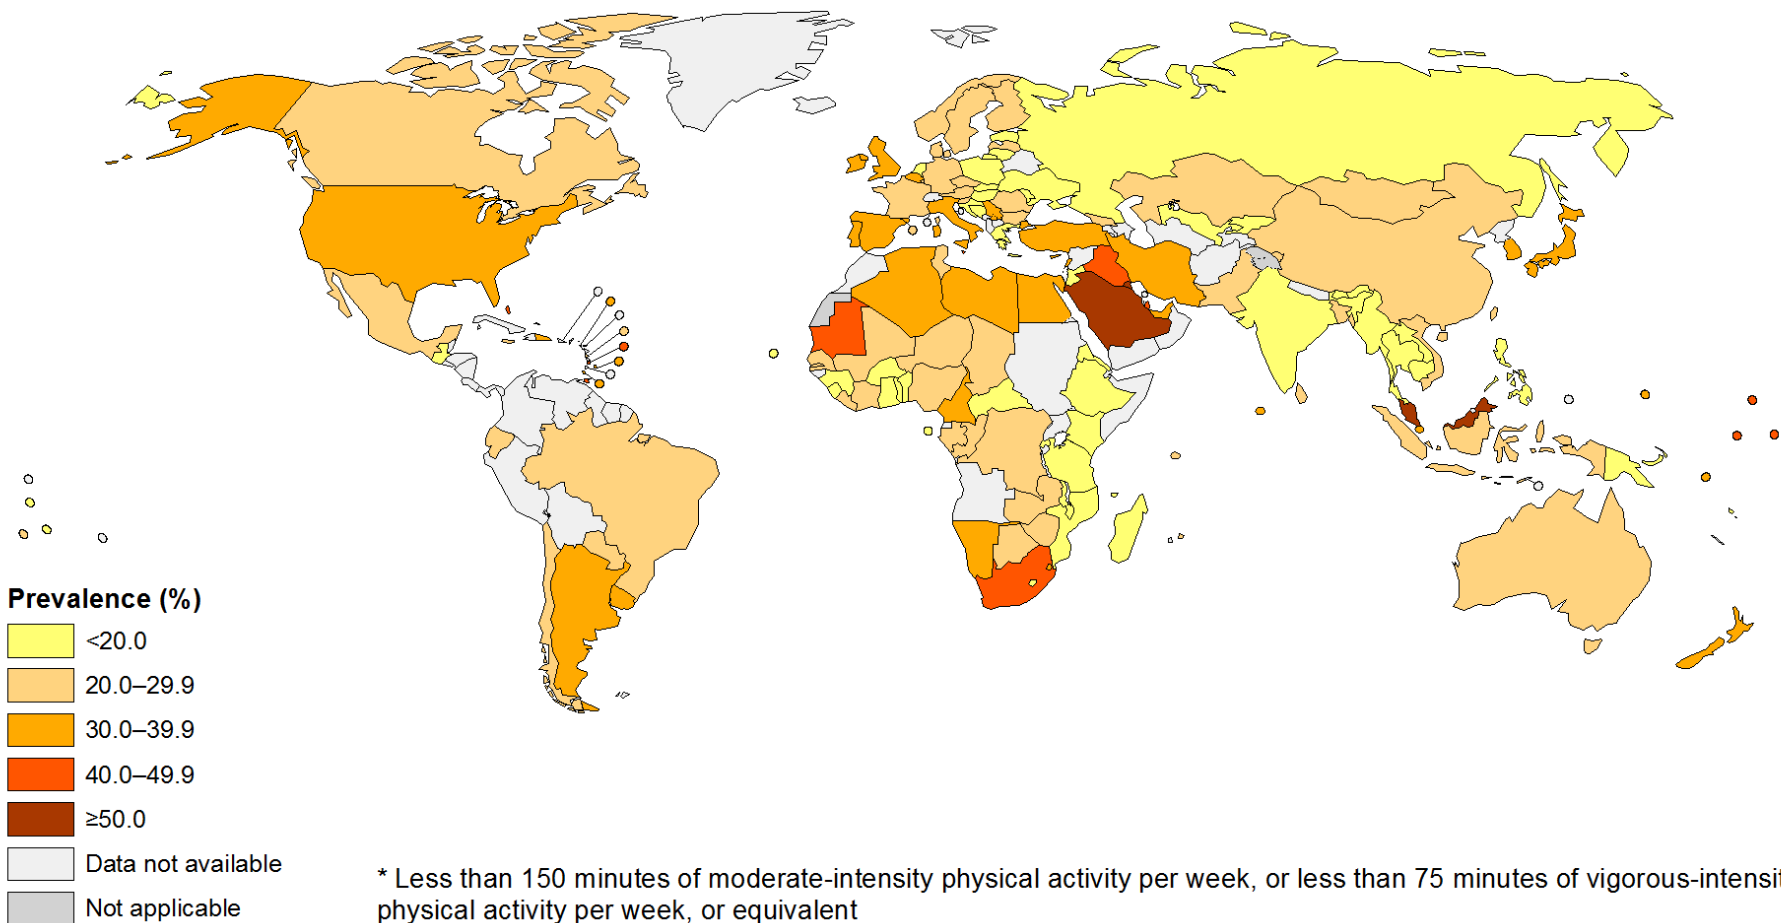 Prevalence (%)
<20.0
20.0–29.9
30.0–39.9
40.0–49.9
≥50.0
Data not available
Not applicable
* Less than 150 minutes of moderate-intensity physical activity per week, or less than 75 minutes of vigorous-intensit
physical activity per week, or equivalent